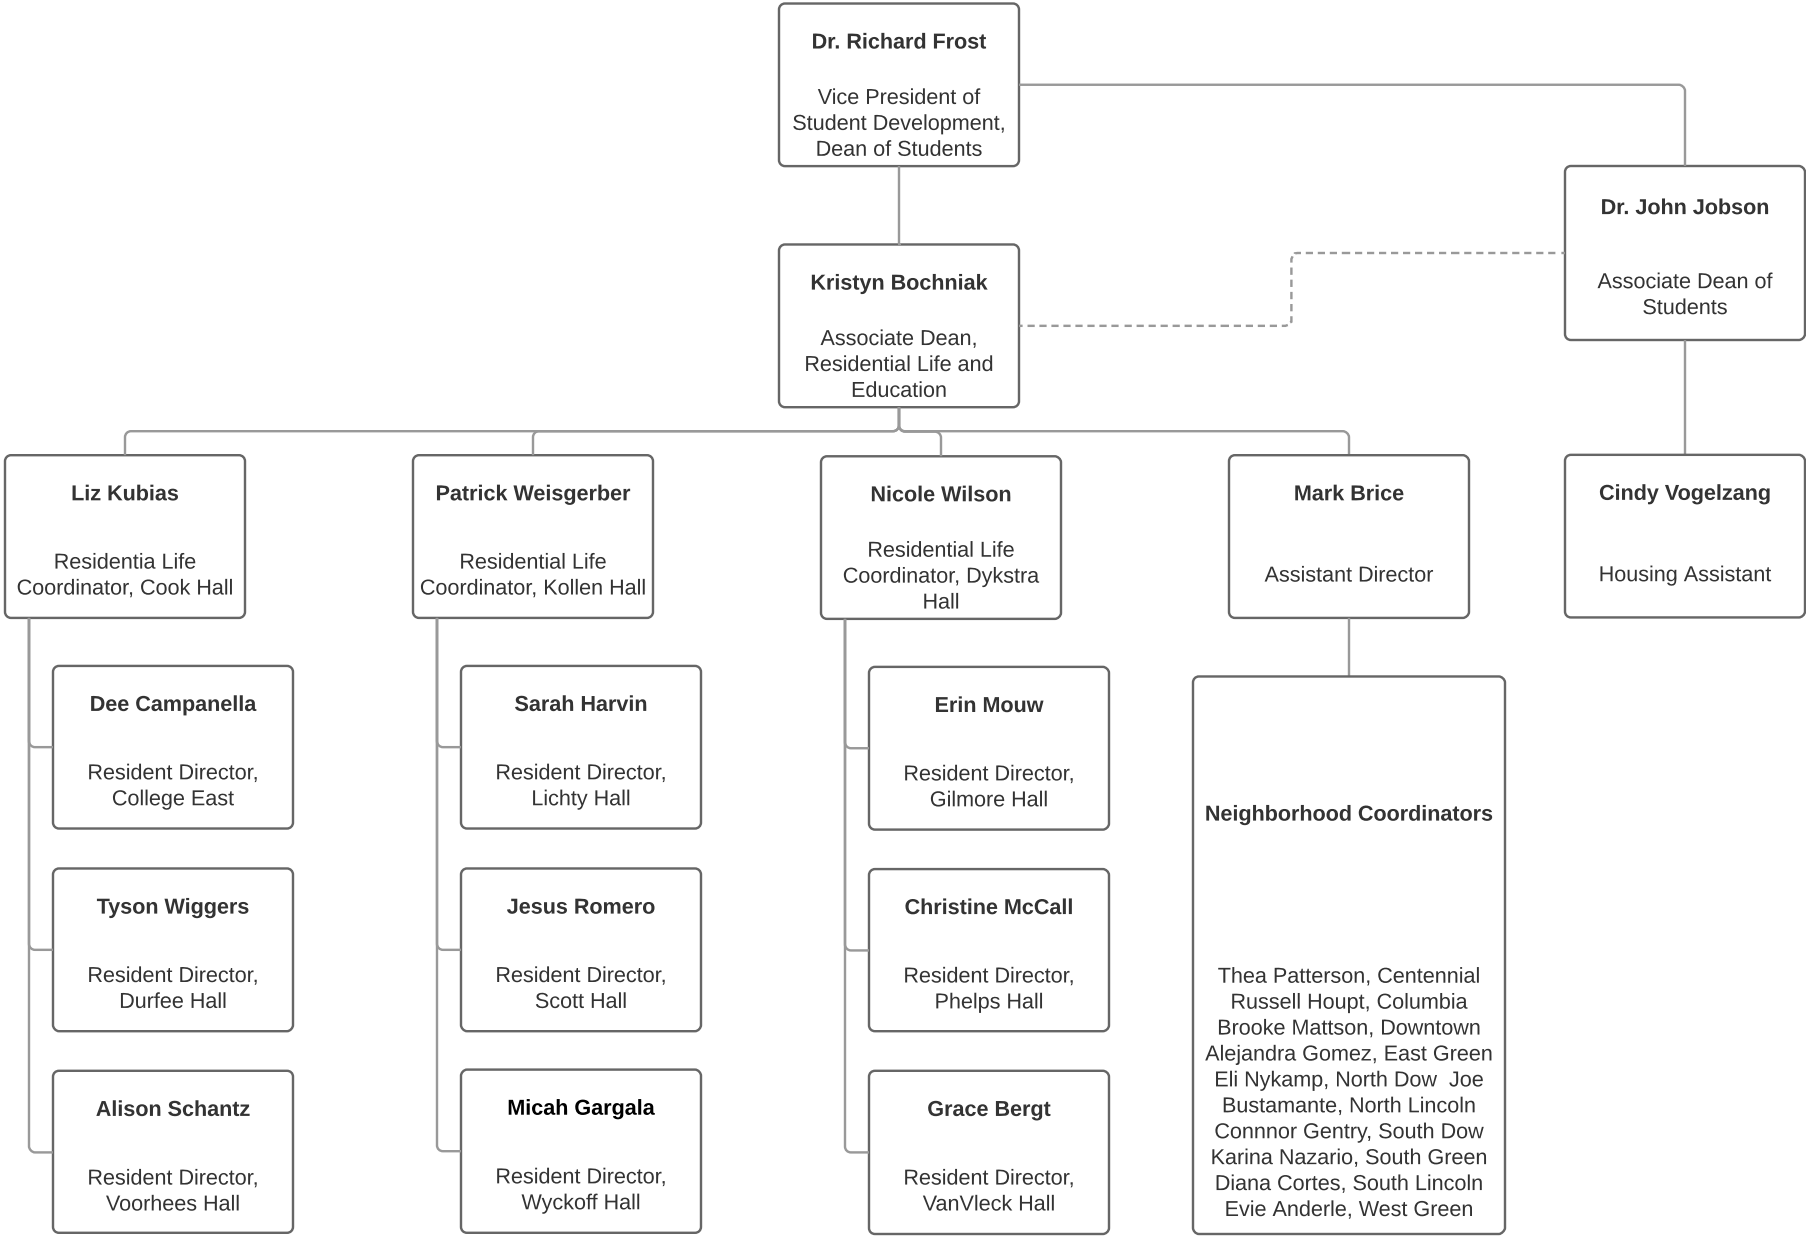 Dr. Richard Frost
Vice President of
Student Development,
Dean of Students
Dr. John Jobson
Associate Dean of
Students
Kristyn Bochniak
Associate Dean,
Residential Life and
Education
Liz Kubias
Residentia Life
Coordinator, Cook Hall
Patrick Weisgerber
Residential Life
Coordinator, Kollen Hall
Nicole Wilson
Residential Life
Coordinator, Dykstra
Hall
Mark Brice
Assistant Director
Cindy Vogelzang
Housing Assistant
Dee Campanella
Resident Director,
College East
Tyson Wiggers
Resident Director,
Durfee Hall
Alison Schantz
Resident Director,
Voorhees Hall
Sarah Harvin
Resident Director,
Lichty Hall
Jesus Romero
Resident Director,
Scott Hall
Micah Gargala
Resident Director,
Wyckoff Hall
Erin Mouw
Resident Director,
Gilmore Hall
Christine McCall
Resident Director,
Phelps Hall
Grace Bergt
Resident Director,
VanVleck Hall
Neighborhood Coordinators
Thea Patterson, Centennial
Russell Houpt, Columbia
Brooke Mattson, Downtown
Alejandra Gomez, East Green
Eli Nykamp, North Dow  Joe
Bustamante, North Lincoln
Connnor Gentry, South Dow
Karina Nazario, South Green
Diana Cortes, South Lincoln
Evie Anderle, West Green